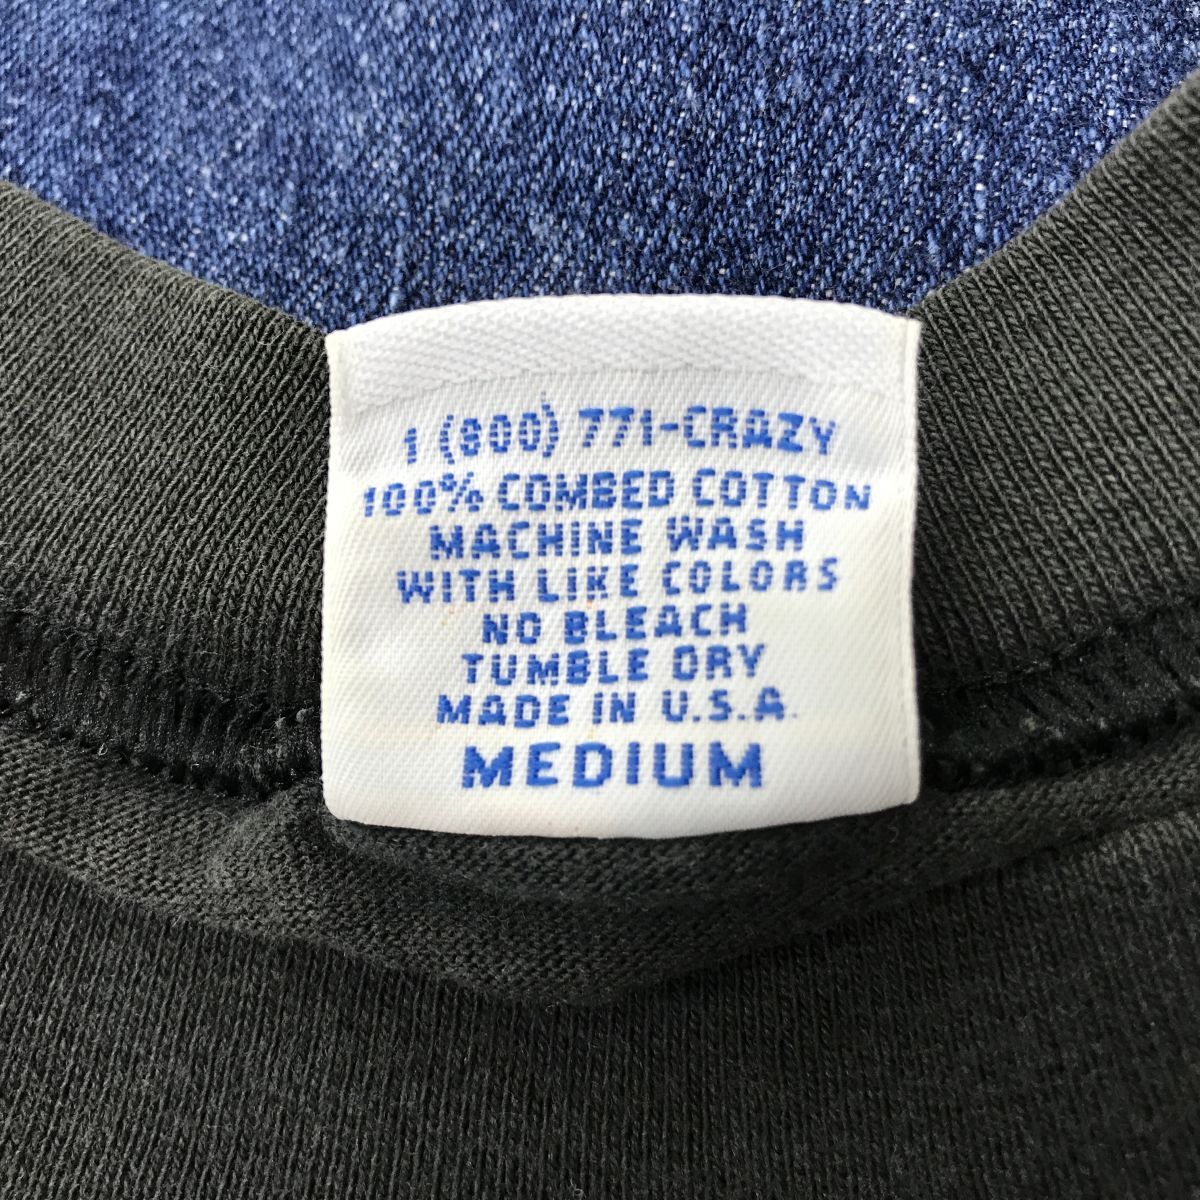 1 (800) 771-CRAZY
100% COMBED COTTON
MACHINE WASH
WITH LIKE COLORS
NO BLEACH
TUMBLE DRY
MADE IN U.S.A.
MEDIUM